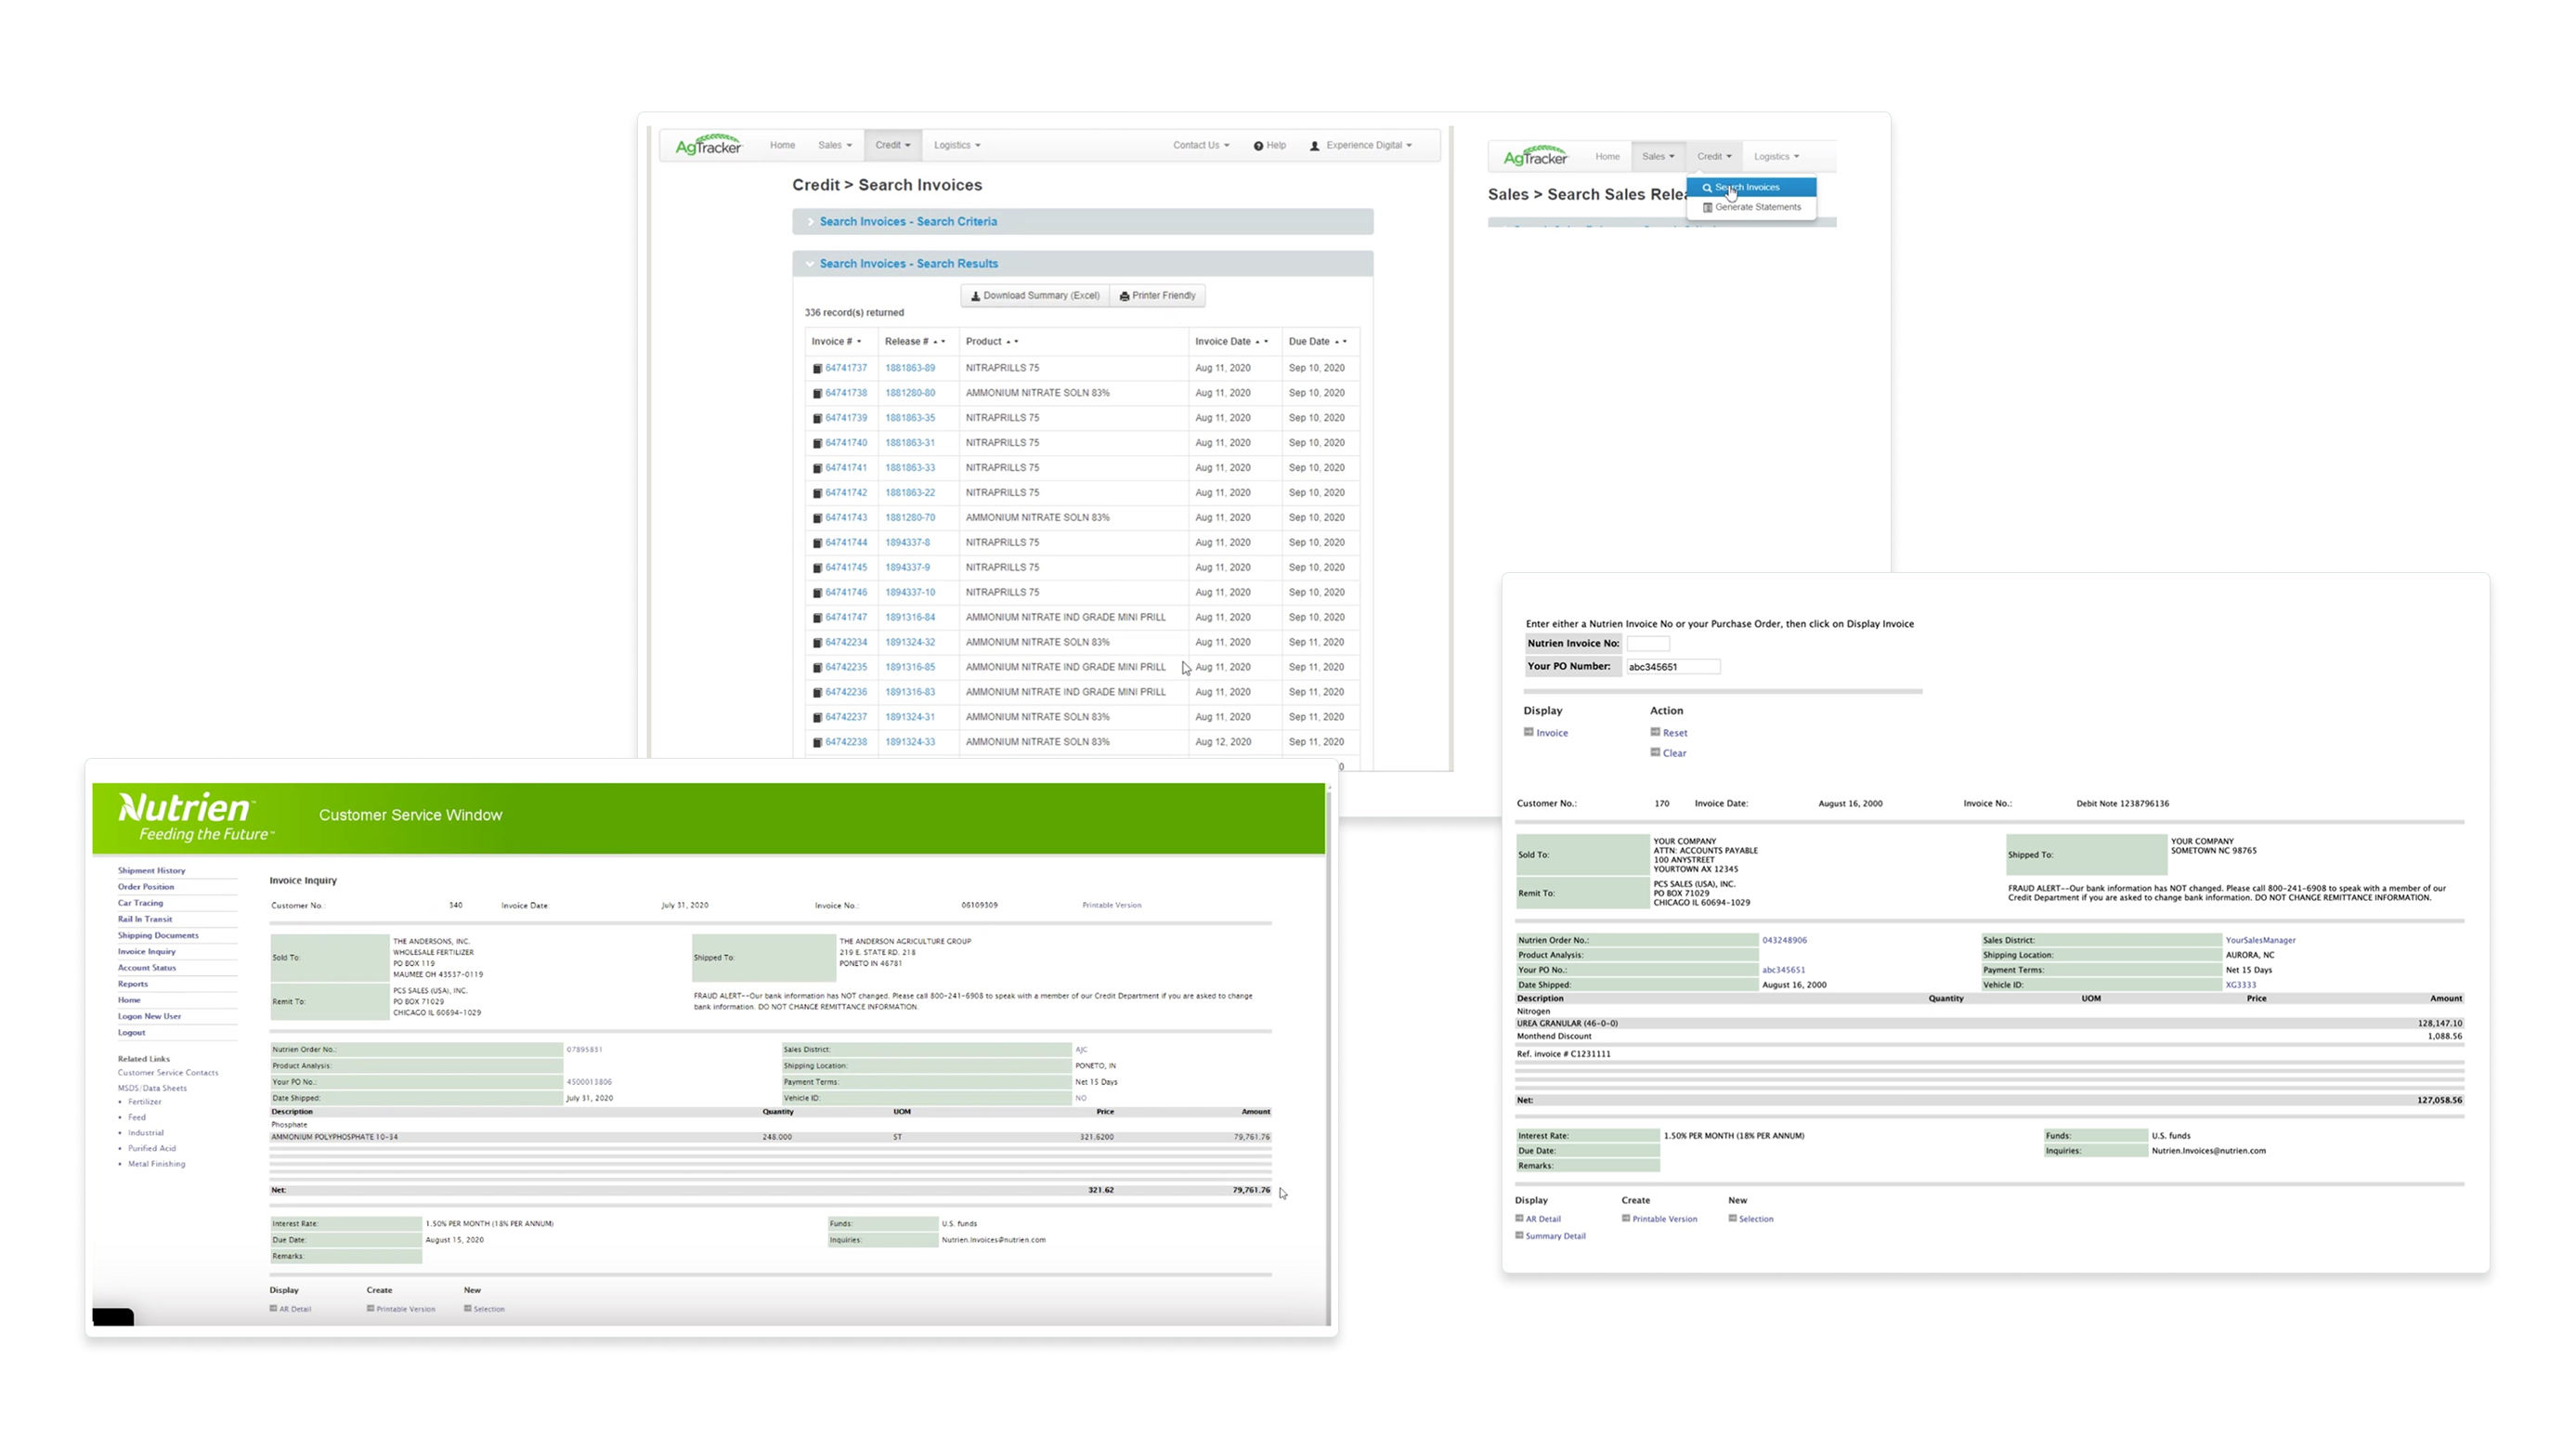 AgTracker Home Sales Credit Logistics Contact Us Help Experience Digital
Credit > Search Invoices
Search Invoices - Search Criteria
Search Invoices - Search Results
Download Summary (Excel) Printer Friendly
336 record(s) returned
Invoice # Release # Product Invoice Date Due Date
64741737 1881863-89 NITRAPRILLS 75 Aug 11, 2020 Sep 10, 2020
64741738 1881280-80 AMMONIUM NITRATE SOLN 83% Aug 11, 2020 Sep 10, 2020
64741739 1881863-35 NITRAPRILLS 75 Aug 11, 2020 Sep 10, 2020
64741740 1881863-31 NITRAPRILLS 75 Aug 11, 2020 Sep 10, 2020
64741741 1881863-33 NITRAPRILLS 75 Aug 11, 2020 Sep 10, 2020
64741742 1881863-22 NITRAPRILLS 75 Aug 11, 2020 Sep 10, 2020
64741743 1881280-70 AMMONIUM NITRATE SOLN 83% Aug 11, 2020 Sep 10, 2020
64741744 1894337-8 NITRAPRILLS 75 Aug 11, 2020 Sep 10, 2020
64741745 1894337-9 NITRAPRILLS 75 Aug 11, 2020 Sep 10, 2020
64741746 1894337-10 NITRAPRILLS 75 Aug 11, 2020 Sep 10, 2020
64741747 1891316-84 AMMONIUM NITRATE IND GRADE MINI PRILL Aug 11, 2020 Sep 10, 2020
64742234 1891324-32 AMMONIUM NITRATE SOLN 83% Aug 11, 2020 Sep 11, 2020
64742235 1891316-85 AMMONIUM NITRATE IND GRADE MINI PRILL Aug 11, 2020 Sep 11, 2020
64742236 1891316-83 AMMONIUM NITRATE IND GRADE MINI PRILL Aug 11, 2020 Sep 11, 2020
64742237 1891324-31 AMMONIUM NITRATE SOLN 83% Aug 11, 2020 Sep 11, 2020
64742238 1891324-33 AMMONIUM NITRATE SOLN 83% Aug 12, 2020 Sep 11, 2020
AgTracker Home Sales Credit Logistics
Sales > Search Sales Relea
Search Invoices
Generate Statements
Nutrien™ Customer Service Window
Feeding the Future™
Shipment History
Order Position
Car Tracing
Rail In Transit
Shipping Documents
Invoice Inquiry
Account Status
Reports
Home
Logon New User
Logout
Related Links
Customer Service Contacts
MSDS/Data Sheets
• Fertilizer
• Feed
• Industrial
• Purified Acid
• Metal Finishing
Invoice Inquiry
Customer No.: 340 Invoice Date: July 31, 2020 Invoice No.: 06109309 Printable Version
Sold To: THE ANDERSONS, INC.
WHOLESALE FERTILIZER
PO BOX 119
MAUMEE OH 43537-0119
Shipped To: THE ANDERSON AGRICULTURE GROUP
219 E. STATE RD. 218
PONETO IN 46781
Remit To: PCS SALES (USA), INC.
PO BOX 71029
CHICAGO IL 60694-1029
FRAUD ALERT--Our bank information has NOT changed. Please call 800-241-6908 to speak with a member of our Credit Department if you are asked to change
bank information. DO NOT CHANGE REMITTANCE INFORMATION.
Nutrien Order No.: 07895831 Sales District: AJC
Product Analysis: Shipping Location: PONETO, IN
Your PO No.: 4500013806 Payment Terms: Net 15 Days
Date Shipped: July 31, 2020 Vehicle ID: NO
Description Quantity UOM Price Amount
Phosphate
AMMONIUM POLYPHOSPHATE 10-34 248.000 ST 321.6200 79,761.76
Net: 321.62 79,761.76
Interest Rate: 1.50% PER MONTH (18% PER ANNUM) Funds: U.S. funds
Due Date: August 15, 2020 Inquiries: Nutrien.Invoices@nutrien.com
Remarks:
Display Create New
AR Detail Printable Version Selection
Enter either a Nutrien Invoice No or your Purchase Order, then click on Display Invoice
Nutrien Invoice No:
Your PO Number: abc345651
Display Action
Invoice Reset
Clear
Customer No.: 170 Invoice Date: August 16, 2000 Invoice No.: Debit Note 1238796136
Sold To: YOUR COMPANY
ATTN: ACCOUNTS PAYABLE
100 ANYSTREET
YOURTOWN AX 12345
Shipped To: YOUR COMPANY
SOMETOWN NC 98765
Remit To: PCS SALES (USA), INC.
PO BOX 71029
CHICAGO IL 60694-1029
FRAUD ALERT--Our bank information has NOT changed. Please call 800-241-6908 to speak with a member of our
Credit Department if you are asked to change bank information. DO NOT CHANGE REMITTANCE INFORMATION.
Nutrien Order No.: 043248906 Sales District: YourSalesManager
Product Analysis: Shipping Location: AURORA, NC
Your PO No.: abc345651 Payment Terms: Net 15 Days
Date Shipped: August 16, 2000 Vehicle ID: XG3333
Description Quantity UOM Price Amount
Nitrogen
UREA GRANULAR (46-0-0) 128,147.10
Monthend Discount 1,088.56
Ref. invoice # C1231111
Net: 127,058.56
Interest Rate: 1.50% PER MONTH (18% PER ANNUM) Funds: U.S. funds
Due Date: Inquiries: Nutrien.Invoices@nutrien.com
Remarks:
Display Create New
AR Detail Printable Version Selection
Summary Detail